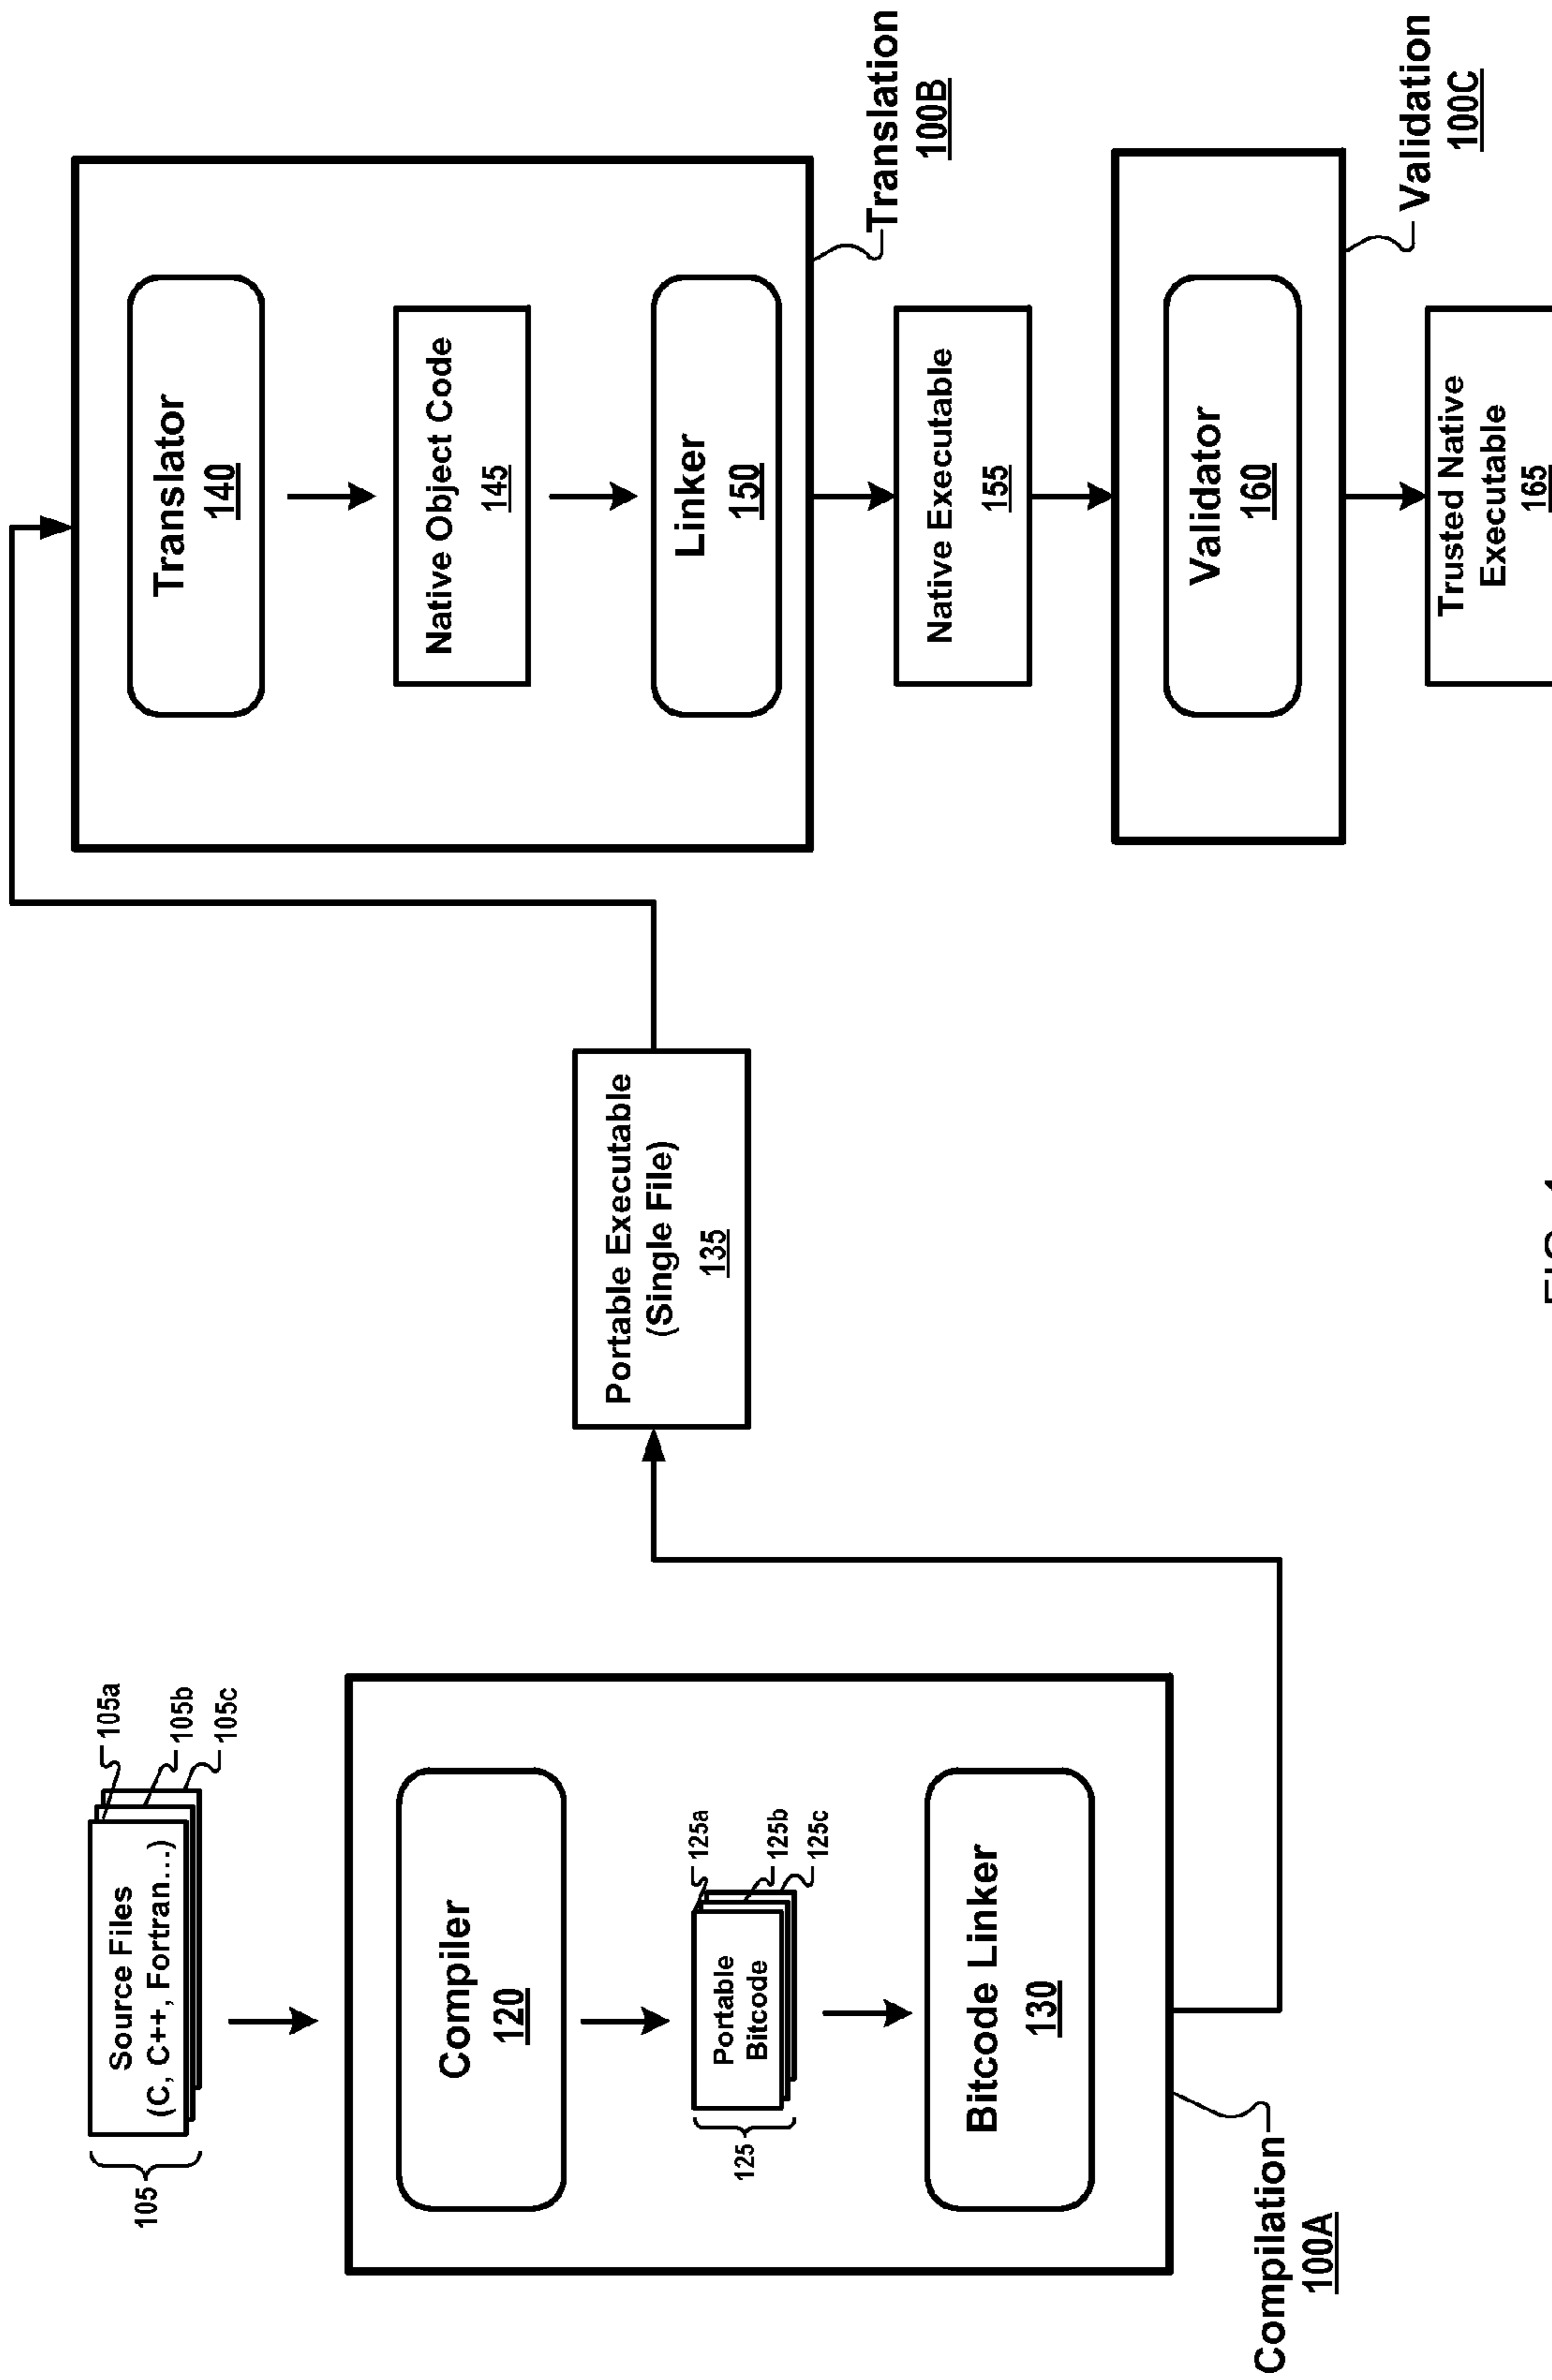 Source Files
(C, C++, Fortran...)
105
105a
105b
105c
Compiler
120
Portable
Bitcode
125
125a
125b
125c
Bitcode Linker
130
Compilation
100A
Portable Executable
(Single File)
135
Translator
140
Native Object Code
145
Linker
150
Translation
100B
Native Executable
155
Validator
160
Validation
100C
Trusted Native
Executable
165